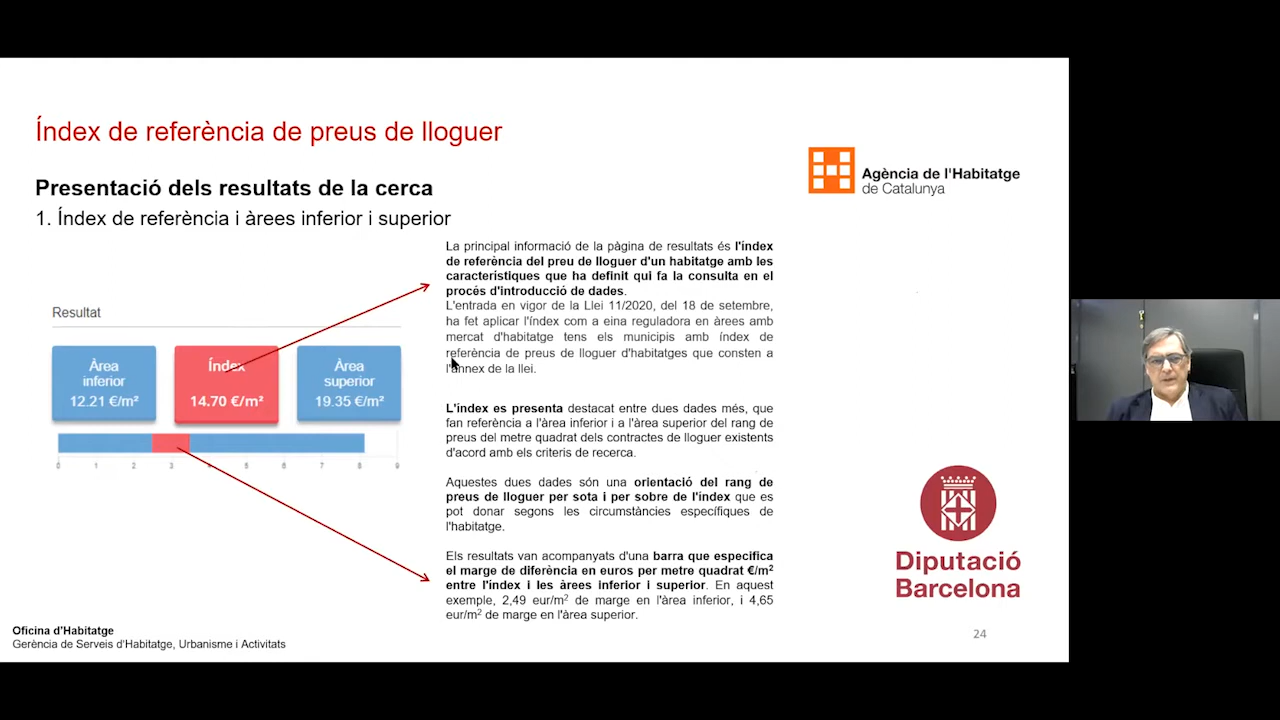 Índex de referència de preus de lloguer
Presentació dels resultats de la cerca
1. Índex de referència i àrees inferior i superior
Agència de l'Habitatge
de Catalunya
Resultat
Àrea
inferior
12.21 €/m²
Índex
14.70 €/m²
Àrea
superior
19.35 €/m²
0 1 2 3 4 5 6 7 8 9
La principal informació de la pàgina de resultats és l'índex
de referència del preu de lloguer d'un habitatge amb les
característiques que ha definit qui fa la consulta en el
procés d'introducció de dades.
L'entrada en vigor de la Llei 11/2020, del 18 de setembre,
ha fet aplicar l'índex com a eina reguladora en àrees amb
mercat d'habitatge tens els municipis amb índex de
referència de preus de lloguer d'habitatges que consten a
l'annex de la llei.
L'índex es presenta destacat entre dues dades més, que
fan referència a l'àrea inferior i a l'àrea superior del rang de
preus del metre quadrat dels contractes de lloguer existents
d'acord amb els criteris de recerca.
Aquestes dues dades són una orientació del rang de
preus de lloguer per sota i per sobre de l'índex que es
pot donar segons les circumstàncies específiques de
l'habitatge.
Els resultats van acompanyats d'una barra que especifica
el marge de diferència en euros per metre quadrat €/m²
entre l'índex i les àrees inferior i superior. En aquest
exemple, 2,49 eur/m² de marge en l'àrea inferior, i 4,65
eur/m² de marge en l'àrea superior.
Diputació
Barcelona
Oficina d'Habitatge
Gerència de Serveis d'Habitatge, Urbanisme i Activitats
24